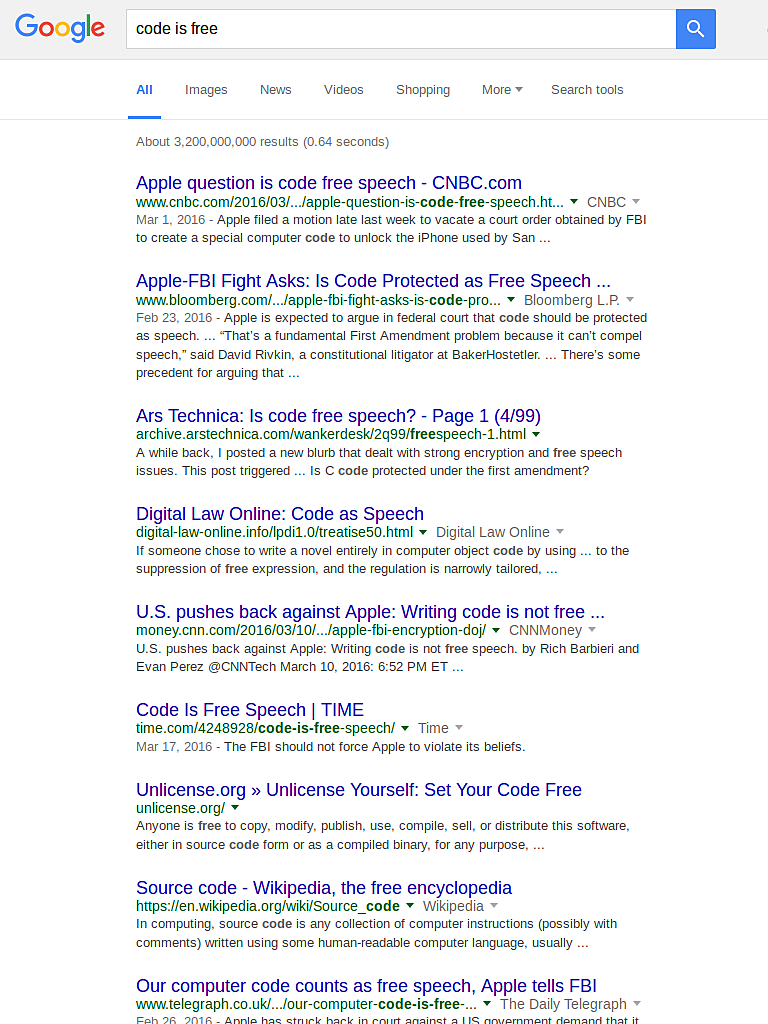 Google code is free
All Images News Videos Shopping More Search tools
About 3,200,000,000 results (0.64 seconds)
Apple question is code free speech - CNBC.com
www.cnbc.com/2016/03/.../apple-question-is-code-free-speech.ht... CNBC
Mar 1, 2016 - Apple filed a motion late last week to vacate a court order obtained by FBI
to create a special computer code to unlock the iPhone used by San ...
Apple-FBI Fight Asks: Is Code Protected as Free Speech ...
www.bloomberg.com/.../apple-fbi-fight-asks-is-code-pro... Bloomberg L.P.
Feb 23, 2016 - Apple is expected to argue in federal court that code should be protected
as speech. ... “That’s a fundamental First Amendment problem because it can’t compel
speech,” said David Rivkin, a constitutional litigator at BakerHostetler. ... There’s some
precedent for arguing that ...
Ars Technica: Is code free speech? - Page 1 (4/99)
archive.arstechnica.com/wankerdesk/2q99/freespeech-1.html
A while back, I posted a new blurb that dealt with strong encryption and free speech
issues. This post triggered ... Is C code protected under the first amendment?
Digital Law Online: Code as Speech
digital-law-online.info/lpdi1.0/treatise50.html Digital Law Online
If someone chose to write a novel entirely in computer object code by using ... to the
suppression of free expression, and the regulation is narrowly tailored, ...
U.S. pushes back against Apple: Writing code is not free ...
money.cnn.com/2016/03/10/.../apple-fbi-encryption-doj/ CNNMoney
U.S. pushes back against Apple: Writing code is not free speech. by Rich Barbieri and
Evan Perez @CNNTech March 10, 2016: 6:52 PM ET ...
Code Is Free Speech | TIME
time.com/4248928/code-is-free-speech/ Time
Mar 17, 2016 - The FBI should not force Apple to violate its beliefs.
Unlicense.org » Unlicense Yourself: Set Your Code Free
unlicense.org/
Anyone is free to copy, modify, publish, use, compile, sell, or distribute this software,
either in source code form or as a compiled binary, for any purpose, ...
Source code - Wikipedia, the free encyclopedia
https://en.wikipedia.org/wiki/Source_code Wikipedia
In computing, source code is any collection of computer instructions (possibly with
comments) written using some human-readable computer language, usually ...
Our computer code counts as free speech, Apple tells FBI
www.telegraph.co.uk/.../our-computer-code-is-free-... The Daily Telegraph
Feb 26, 2016 - Apple has struck back in court against a US government demand that it